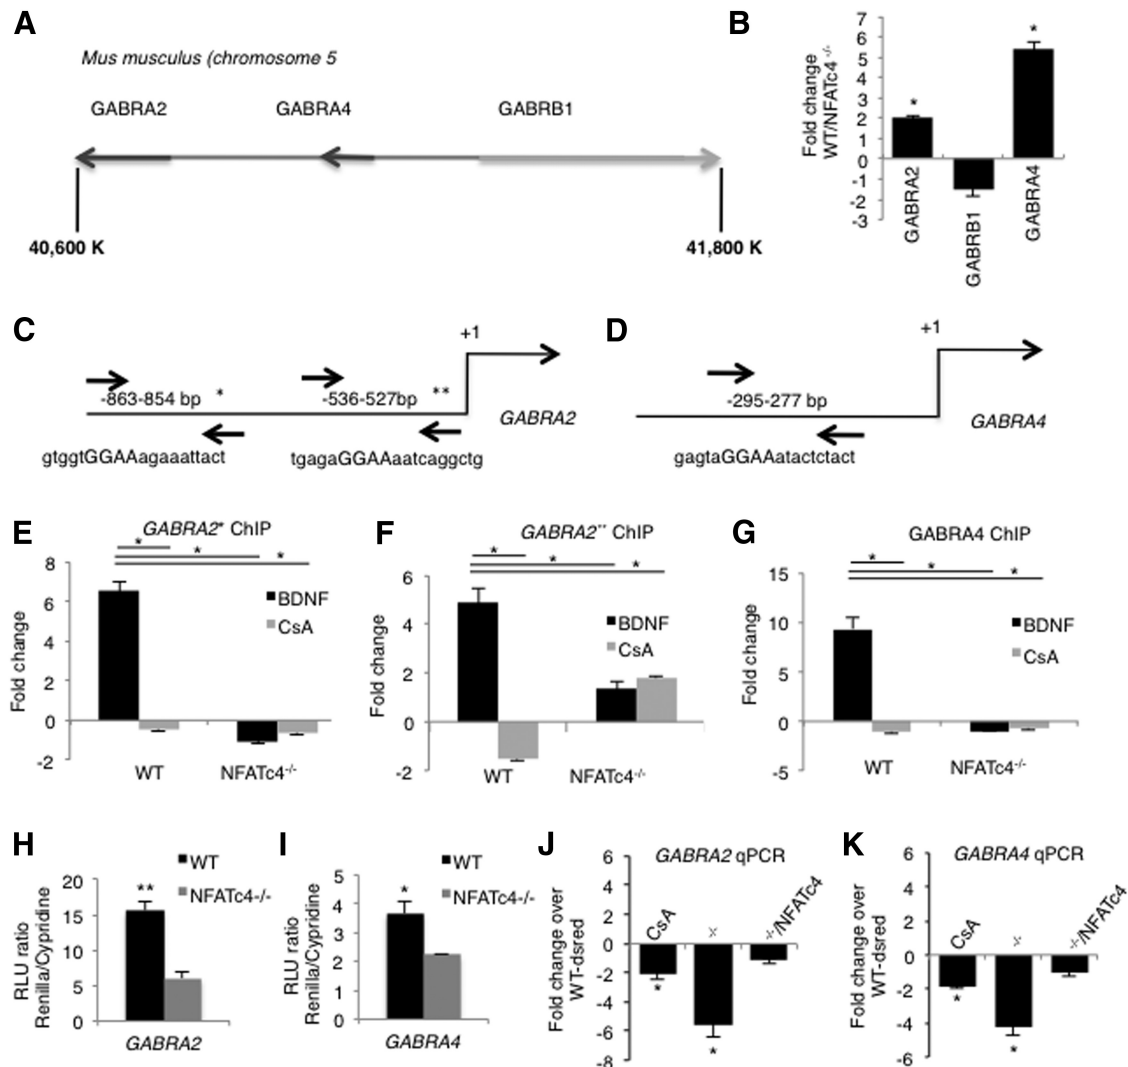 A
Mus musculus (chromosome 5
GABRA2
GABRA4
GABRB1
40,600 K
41,800 K
B
Fold change
WT/NFATc4 -/-
7
6
5
4
3
2
1
0
-1
-2
-3
*
*
GABRA2
GABRB1
GABRA4
C
+1
-863-854 bp
*
-536-527bp
**
GABRA2
gtggtGGAAagaaattact
tgagaGGAAaatcaggctg
D
+1
-295-277 bp
GABRA4
gagtaGGAAatactctact
E
GABRA2* ChIP
*
*
*
Fold change
8
6
4
2
0
-2
BDNF
CsA
WT
NFATc4-/-
F
GABRA2** ChIP
*
*
*
Fold change
6
4
2
0
-2
BDNF
CsA
WT
NFATc4-/-
G
GABRA4 ChIP
*
*
*
Fold change
15
10
5
0
-5
BDNF
CsA
WT
NFATc4-/-
H
WT
NFATc4-/-
RLU ratio
Renilla/Cypridine
20
15
10
5
0
**
GABRA2
I
WT
NFATc4-/-
RLU ratio
Renilla/Cypridine
5
4
3
2
1
0
*
GABRA4
J
GABRA2 qPCR
Fold change over
WT-dsred
6
4
2
0
-2
-4
-6
-8
CsA
-/-
-/-/NFATc4
*
*
K
GABRA4 qPCR
Fold change over
WT-dsred
6
4
2
0
-2
-4
-6
CsA
-/-
-/-/NFATc4
*
*